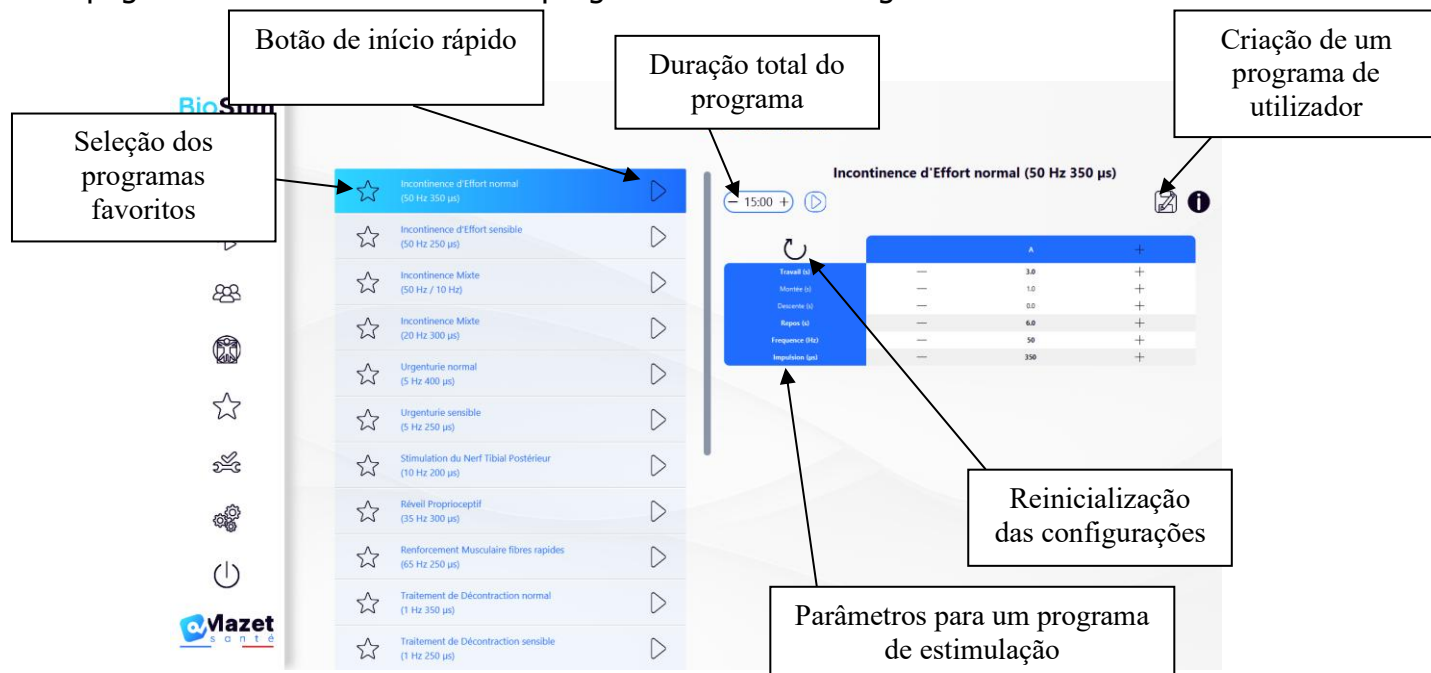 Botão de início rápido
Duração total do
programa
Criação de um
programa de
utilizador
Seleção dos
programas
favoritos
Incontinence d'Effort normal
(50 Hz 350 µs)
Incontinence d'Effort sensible
(50 Hz 250 µs)
Incontinence Mixte
(50 Hz / 10 Hz)
Incontinence Mixte
(20 Hz 300 µs)
Urgenturie normal
(5 Hz 400 µs)
Urgenturie sensible
(5 Hz 250 µs)
Stimulation du Nerf Tibial Postérieur
(10 Hz 200 µs)
Réveil Proprioceptif
(35 Hz 300 µs)
Renforcement Musculaire fibres rapides
(65 Hz 250 µs)
Traitement de Décontraction normal
(1 Hz 350 µs)
Traitement de Décontraction sensible
(1 Hz 250 µs)
Mazet
santé
Incontinence d'Effort normal (50 Hz 350 µs)
− 15:00 +
A +
Travail (s) — 3.0 +
Montée (s) — 1.0 +
Descente (s) — 0.0 +
Repos (s) — 6.0 +
Frequence (Hz) — 50 +
Impulsion (µs) — 350 +
Reinicialização
das configurações
Parâmetros para um programa
de estimulação